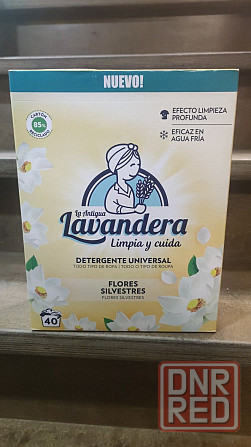 NUEVO!
CARTÓN
85%
RECICLADO
EFECTO LIMPIEZA
PROFUNDA
EFICAZ EN
AGUA FRÍA
La Antigua
Lavandera
Limpia y cuida
DETERGENTE UNIVERSAL
TODO TIPO DE ROPA / TODO O TIPO DE ROUPA
FLORES
SILVESTRES
FLORES SILVESTRES
40
DNR
RED